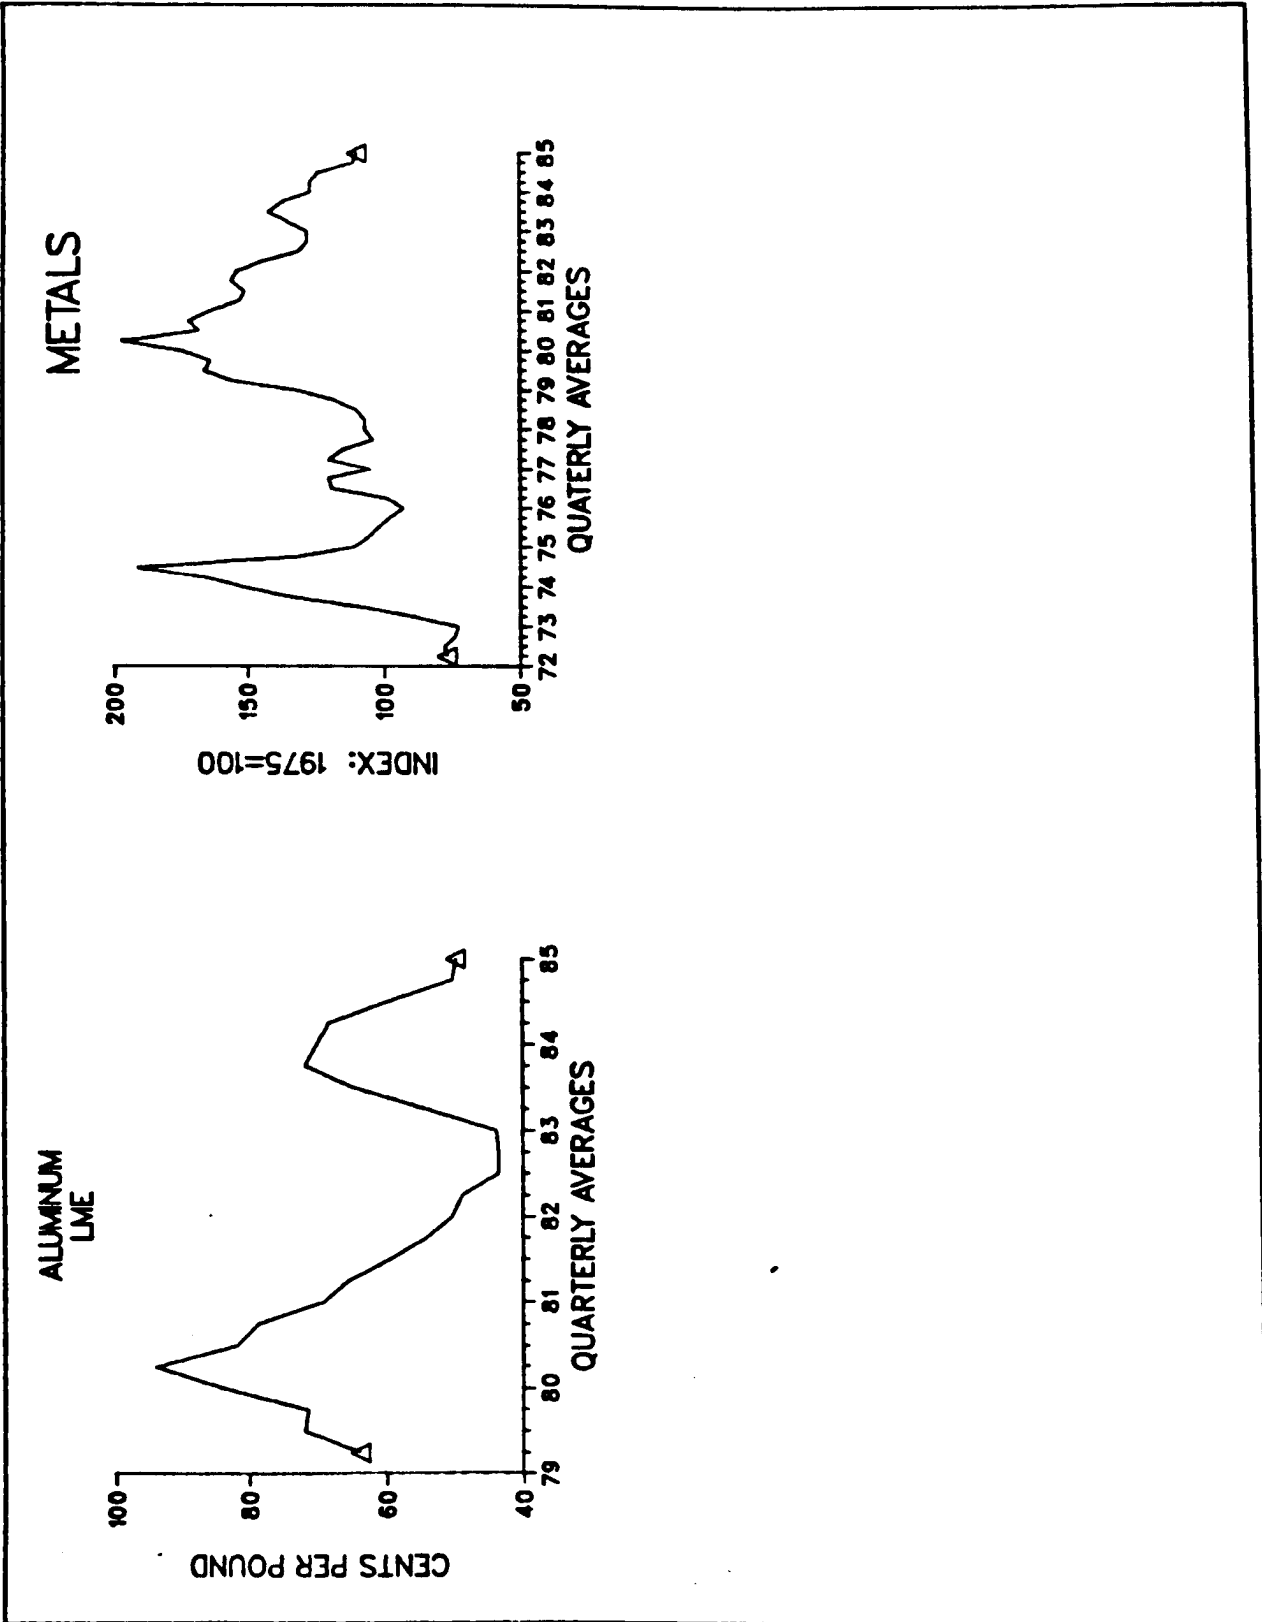 ALUMINUM
LME
CENTS PER POUND
100
80
60
40
79 80 81 82 83 84 85
QUARTERLY AVERAGES
METALS
INDEX: 1975=100
200
150
100
50
72 73 74 75 76 77 78 79 80 81 82 83 84 85
QUATERLY AVERAGES